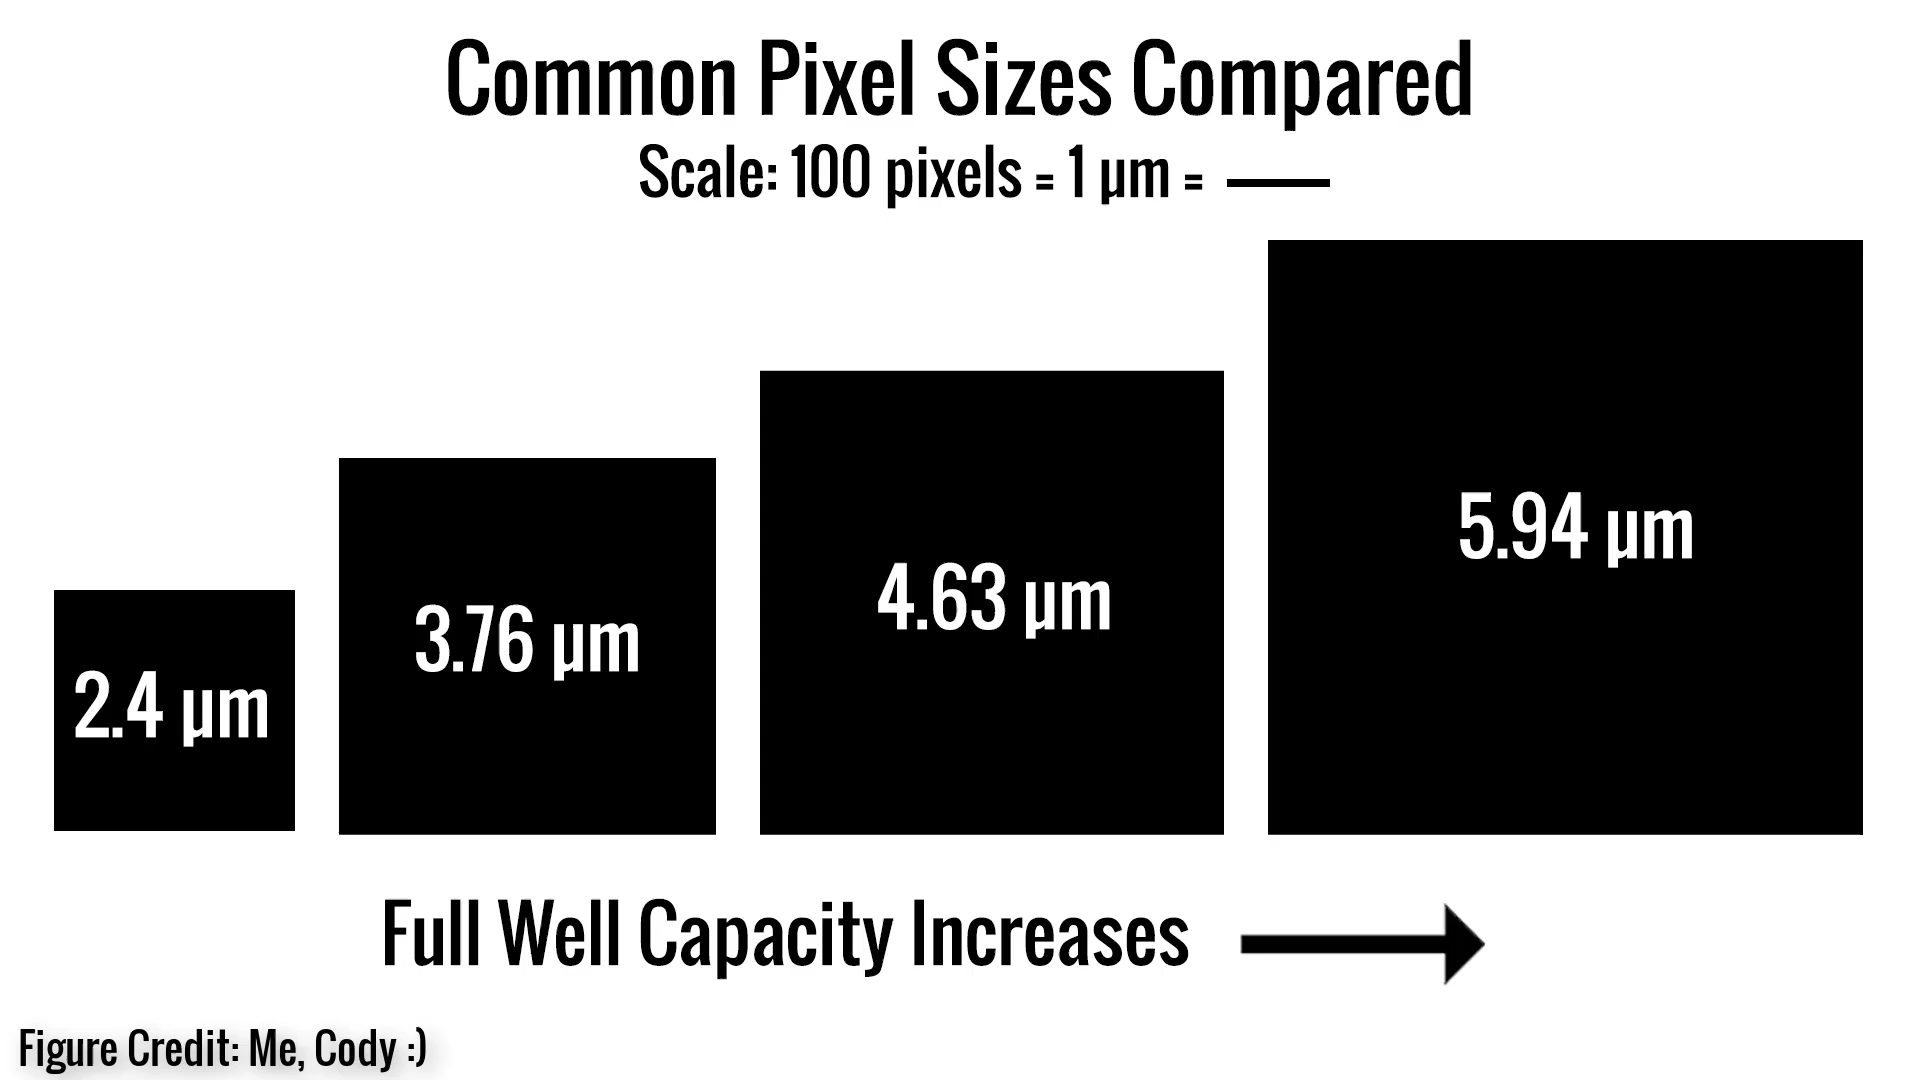 Common Pixel Sizes Compared
Scale: 100 pixels = 1 µm =
2.4 µm
3.76 µm
4.63 µm
5.94 µm
Full Well Capacity Increases
Figure Credit: Me, Cody :)